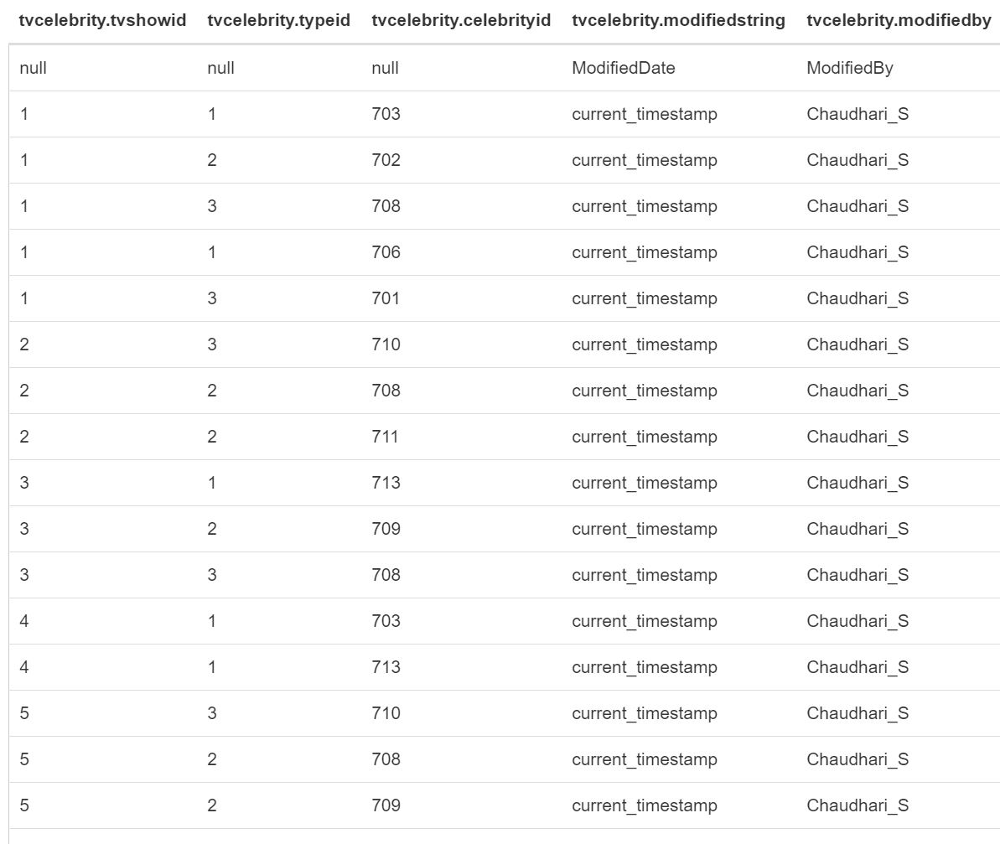 tvcelebrity.tvshowid tvcelebrity.typeid tvcelebrity.celebrityid tvcelebrity.modifiedstring tvcelebrity.modifiedby
null null null ModifiedDate ModifiedBy
1 1 703 current_timestamp Chaudhari_S
1 2 702 current_timestamp Chaudhari_S
1 3 708 current_timestamp Chaudhari_S
1 1 706 current_timestamp Chaudhari_S
1 3 701 current_timestamp Chaudhari_S
2 3 710 current_timestamp Chaudhari_S
2 2 708 current_timestamp Chaudhari_S
2 2 711 current_timestamp Chaudhari_S
3 1 713 current_timestamp Chaudhari_S
3 2 709 current_timestamp Chaudhari_S
3 3 708 current_timestamp Chaudhari_S
4 1 703 current_timestamp Chaudhari_S
4 1 713 current_timestamp Chaudhari_S
5 3 710 current_timestamp Chaudhari_S
5 2 708 current_timestamp Chaudhari_S
5 2 709 current_timestamp Chaudhari_S